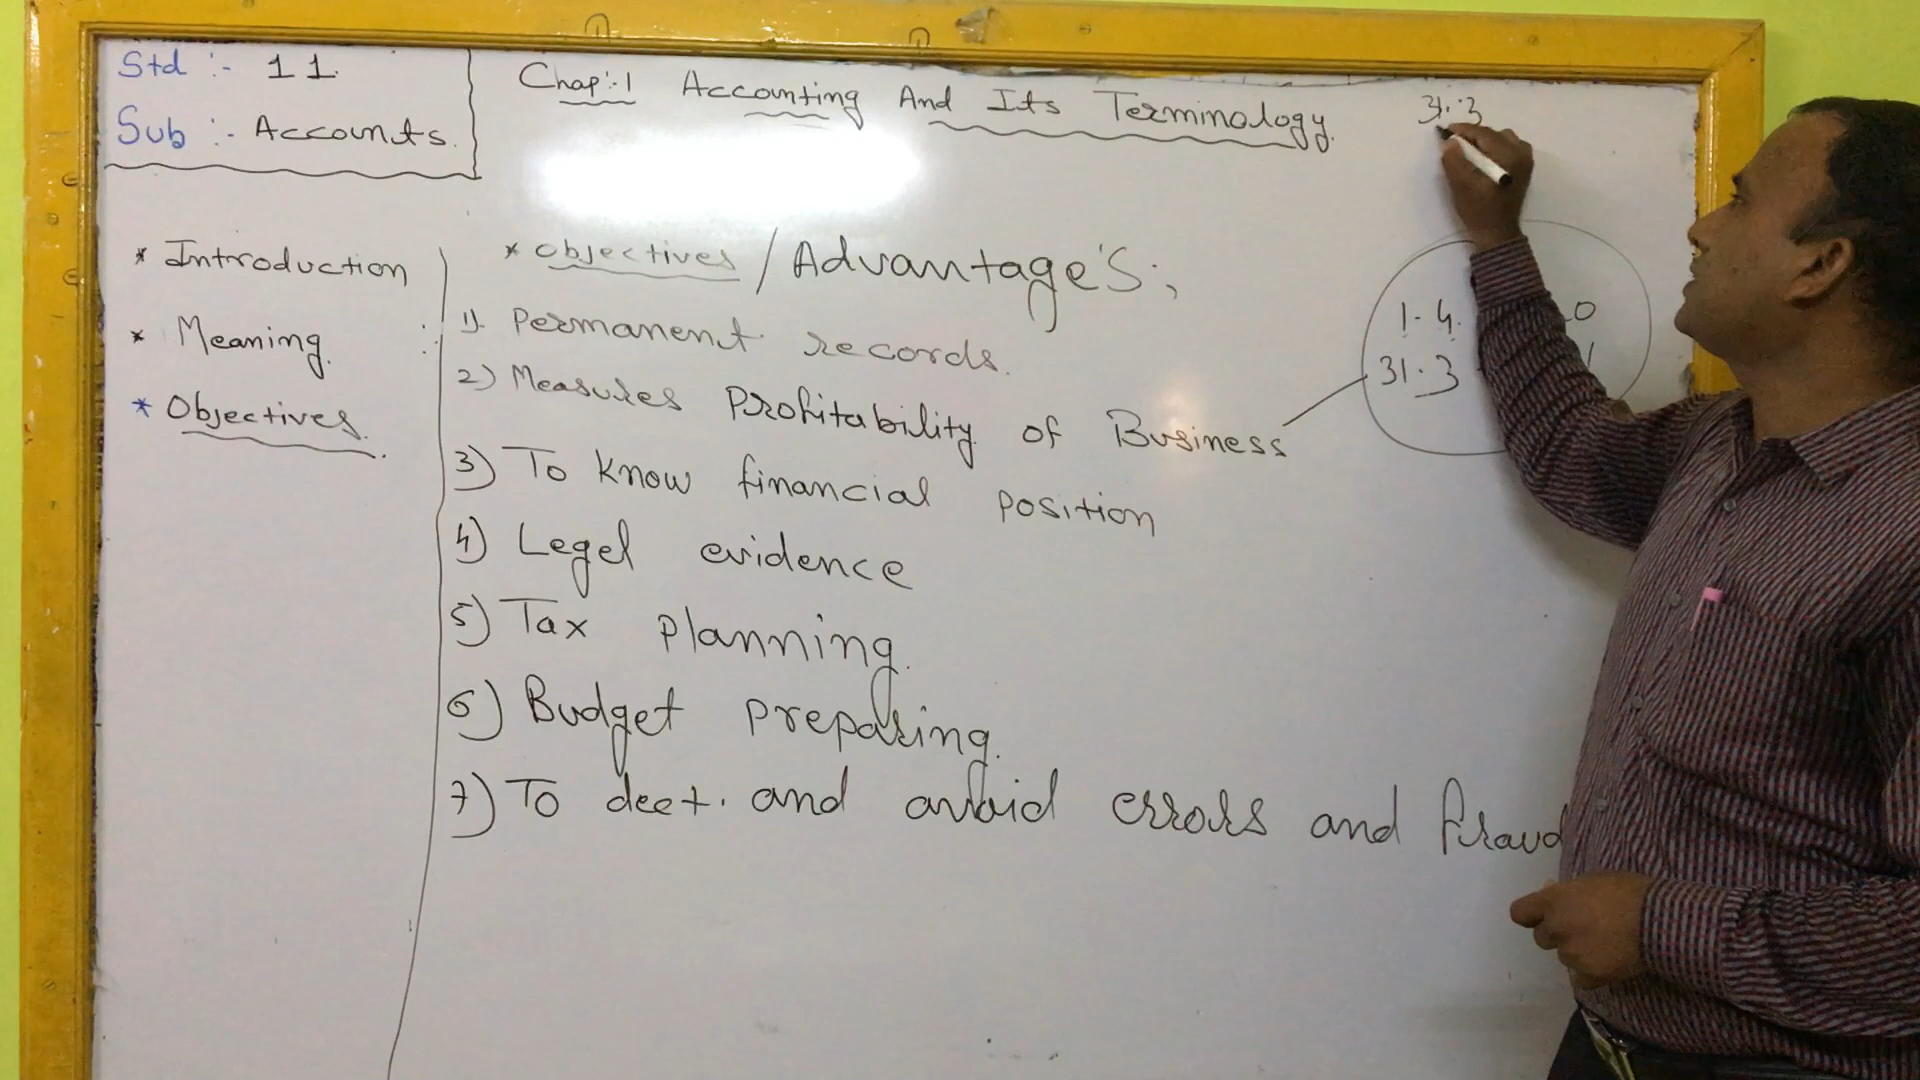 Std :- 11.
Sub :- Accounts.
Chap:-1 Accounting And Its Terminology.
31.3
* Introduction
* Meaning.
* Objectives.
* Objectives / Advantage's;
1). Permanent records.
2) Measures Profitability of Business
3) To know financial position
4) Legel evidence
5) Tax planning.
6) Budget preparing.
7) To deet. and avoid errors and fraud
1.4.
31.3